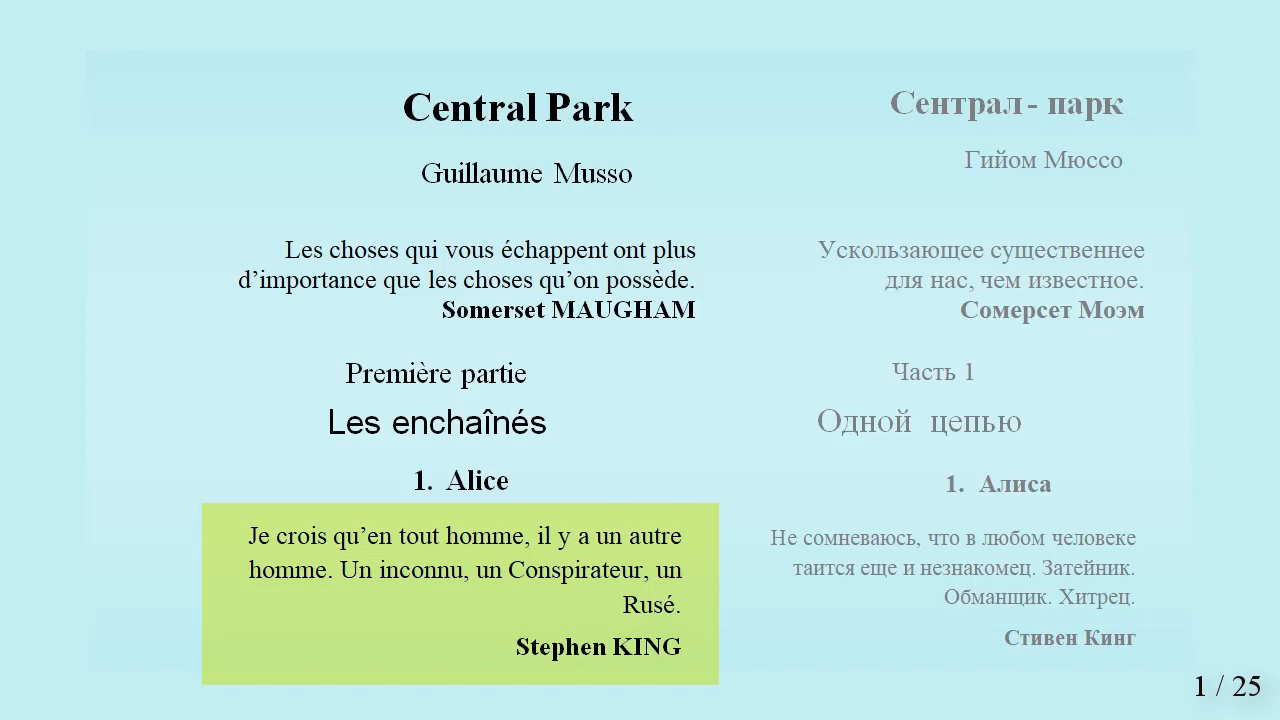 Central Park
Guillaume Musso
Les choses qui vous échappent ont plus
d’importance que les choses qu’on possède.
Somerset MAUGHAM
Première partie
Les enchaînés
1. Alice
Je crois qu’en tout homme, il y a un autre
homme. Un inconnu, un Conspirateur, un
Rusé.
Stephen KING
Сентрал - парк
Гийом Мюссо
Ускользающее существеннее
для нас, чем известное.
Сомерсет Моэм
Часть 1
Одной цепью
1. Алиса
Не сомневаюсь, что в любом человеке
таится еще и незнакомец. Затейник.
Обманщик. Хитрец.
Стивен Кинг
1 / 25